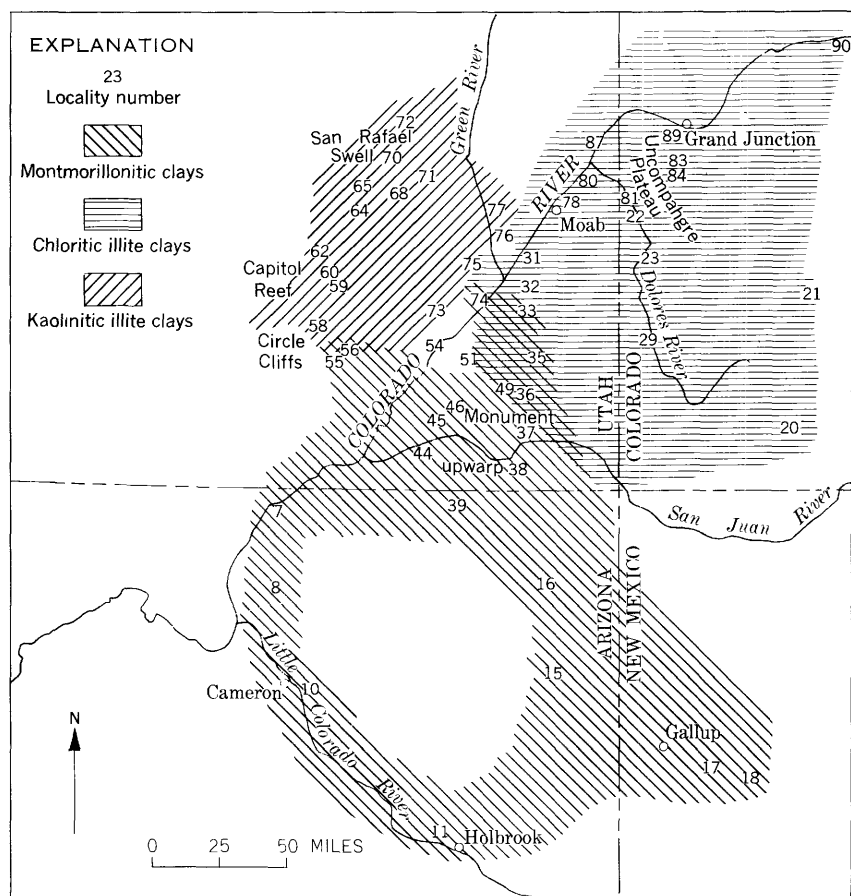 EXPLANATION
23
Locality number
Montmorillonitic clays
Chloritic illite clays
Kaolinitic illite clays
90
72
San Rafael
Swell
70
71
65
68
64
Green River
RIVER
87
89
Grand Junction
83
84
Uncompahgre
Plateau
80
78
Moab
81
22
77
76
62
Capitol
Reef
60
59
75
31
23
32
21
74
33
73
58
Circle
Cliffs
56
55
54
51
35
29
Dolores River
COLORADO
49
36
46
45
Monument
37
UTAH
COLORADO
20
44
upwarp
38
7
39
San Juan River
8
16
ARIZONA
NEW MEXICO
15
Little Colorado River
Cameron
10
N
Gallup
17
18
11
Holbrook
0 25 50 MILES